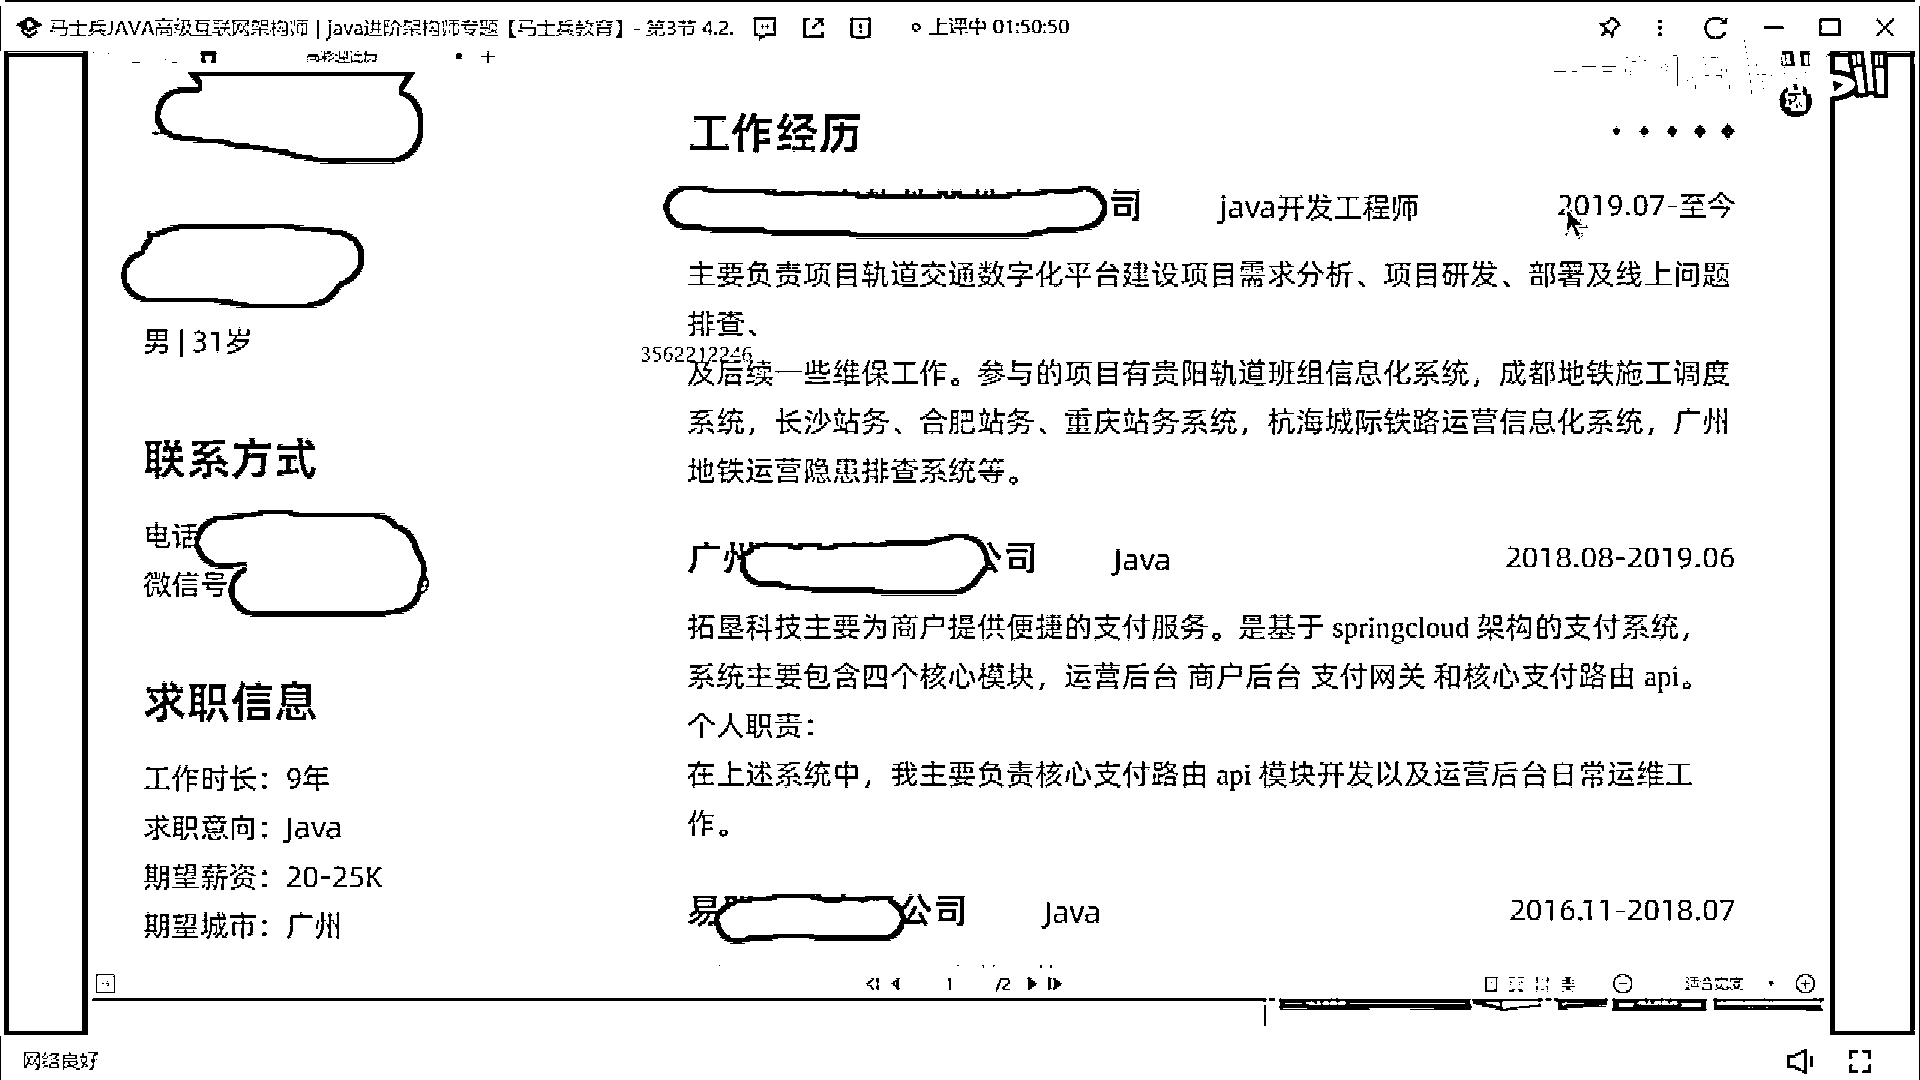 马士兵JAVA高级互联网架构师 | java进阶架构师专题【马士兵教育】- 第3节 4.2.
上课中 01:50:50
男 | 31岁
联系方式
电话
微信号
求职信息
工作时长：9年
求职意向：Java
期望薪资：20-25K
期望城市：广州
工作经历
司 java开发工程师 2019.07-至今
主要负责项目轨道交通数字化平台建设项目需求分析、项目研发、部署及线上问题
排查、
3562212246
及后续一些维保工作。参与的项目有贵阳轨道班组信息化系统，成都地铁施工调度
系统，长沙站务、合肥站务、重庆站务系统，杭海城际铁路运营信息化系统，广州
地铁运营隐患排查系统等。
广州 公司 Java 2018.08-2019.06
拓垦科技主要为商户提供便捷的支付服务。是基于 springcloud 架构的支付系统，
系统主要包含四个核心模块，运营后台 商户后台 支付网关 和核心支付路由 api。
个人职责：
在上述系统中，我主要负责核心支付路由 api 模块开发以及运营后台日常运维工
作。
易 公司 Java 2016.11-2018.07
1 /2
适合宽度
网络良好